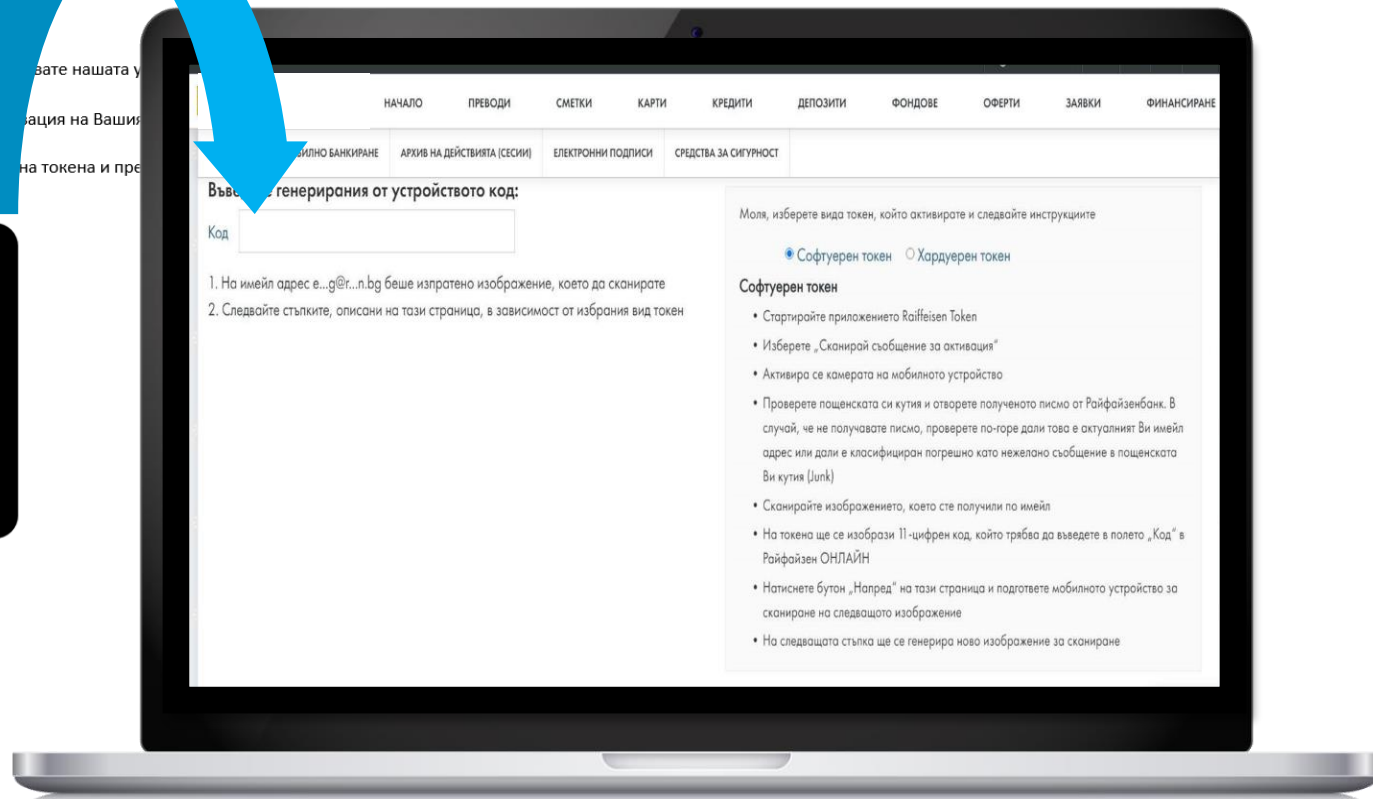 вате нашата у
ация на Вашия
на токена и пре
НАЧАЛО ПРЕВОДИ СМЕТКИ КАРТИ КРЕДИТИ ДЕПОЗИТИ ФОНДОВЕ ОФЕРТИ ЗАЯВКИ ФИНАНСИРАНЕ
БАНКИРАНЕ АРХИВ НА ДЕЙСТВИЯТА (СЕСИИ) ЕЛЕКТРОННИ ПОДПИСИ СРЕДСТВА ЗА СИГУРНОСТ
генерирания от устройството код:
Код
1. На имейл адрес e...g@r...n.bg беше изпратено изображение, което да сканирате
2. Следвайте стъпките, описани на тази страница, в зависимост от избрания вид токен
Моля, изберете вида токен, който активирате и следвайте инструкциите
Софтуерен токен Хардуерен токен
Софтуерен токен
• Стартирайте приложението Raiffeisen Token
• Изберете „Сканирай съобщение за активация“
• Активира се камерата на мобилното устройство
• Проверете пощенската си кутия и отворете полученото писмо от Райфайзенбанк. В
случай, че не получавате писмо, проверете по-горе дали това е актуалният Ви имейл
адрес или дали е класифициран погрешно като нежелано съобщение в пощенската
Ви кутия (Junk)
• Сканирайте изображението, което сте получили по имейл
• На токена ще се изобрази 11-цифрен код, който трябва да въведете в полето „Код“ в
Райфайзен ОНЛАЙН
• Натиснете бутон „Напред“ на тази страница и подгответе мобилното устройство за
сканиране на следващото изображение
• На следващата стъпка ще се генерира ново изображение за сканиране